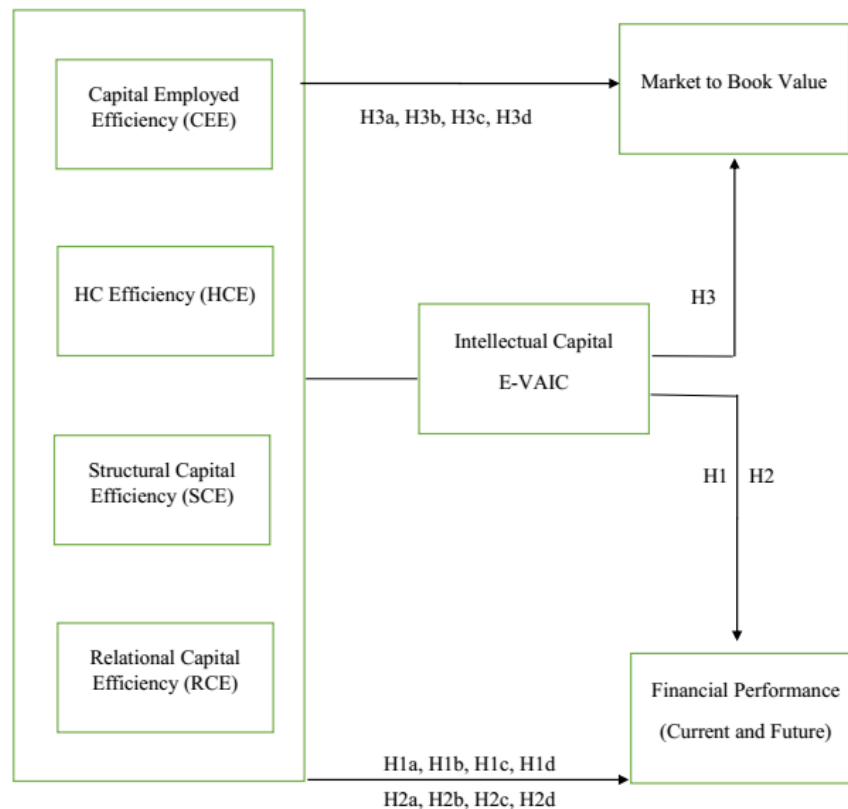 Capital Employed
Efficiency (CEE)
Market to Book Value
H3a, H3b, H3c, H3d
HC Efficiency (HCE)
H3
Intellectual Capital
E-VAIC
Structural Capital
Efficiency (SCE)
H1 H2
Relational Capital
Efficiency (RCE)
Financial Performance
(Current and Future)
H1a, H1b, H1c, H1d
H2a, H2b, H2c, H2d